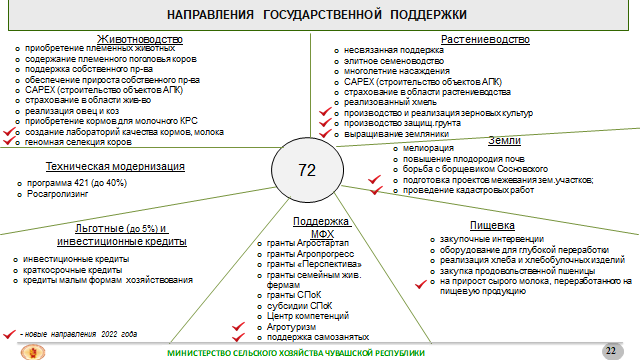 НАПРАВЛЕНИЯ ГОСУДАРСТВЕННОЙ ПОДДЕРЖКИ
Животноводство
o приобретение племенных животных
o содержание племенного поголовья коров
o поддержка собственного пр-ва
o обеспечение прироста собственного пр-ва
o CAPEX (строительство объектов АПК)
o страхование в области жив-во
o реализация овец и коз
o приобретение кормов для молочного КРС
o создание лабораторий качества кормов, молока
o геномная селекция коров
Растениеводство
o несвязанная поддержка
o элитное семеноводство
o многолетние насаждения
o CAPEX (строительство объектов АПК)
o страхование в области растениеводства
o реализованный хмель
o производство и реализация зерновых культур
o производство защищ.грунта
o выращивание земляники
Земли
o мелиорация
o повышение плодородия почв
o борьба с борщевиком Сосновского
o подготовка проектов межевания зем.участков;
o проведение кадастровых работ
72
Техническая модернизация
o программа 421 (до 40%)
o Росагролизинг
Льготные (до 5%) и
инвестиционные кредиты
o инвестиционные кредиты
o краткосрочные кредиты
o кредиты малым формам хозяйствования
Поддержка
МФХ
o гранты Агростартап
o гранты Агропрогресс
o гранты «Перспектива»
o гранты семейным жив.
фермам
o гранты СПоК
o субсидии СПоК
o Центр компетенций
o Агротуризм
o поддержка самозанятых
Пищевка
o закупочные интервенции
o оборудование для глубокой переработки
o реализация хлеба и хлебобулочных изделий
o закупка продовольственной пшеницы
o на прирост сырого молока, переработанного на
пищевую продукцию
- новые направления 2022 года
МИНИСТЕРСТВО СЕЛЬСКОГО ХОЗЯЙСТВА ЧУВАШСКОЙ РЕСПУБЛИКИ
22